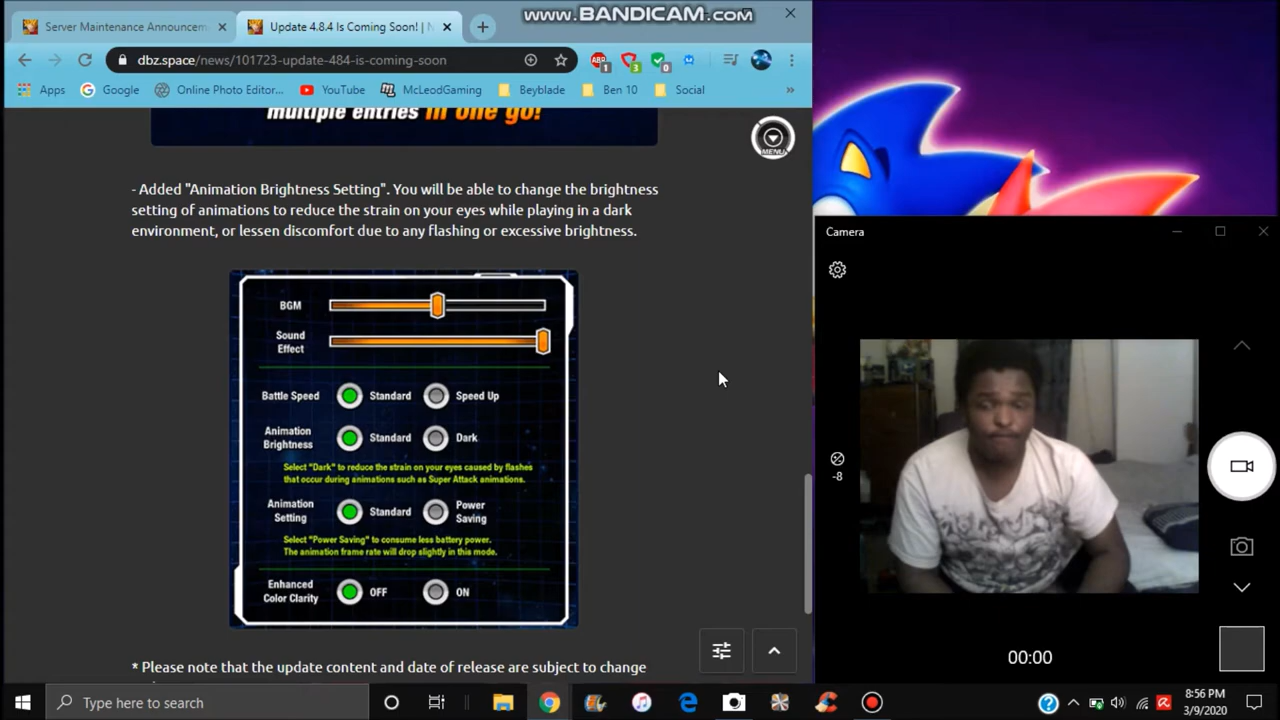 www.BANDICAM.com
Server Maintenance Announcem
Update 4.8.4 Is Coming Soon! | N
dbz.space/news/101723-update-484-is-coming-soon
Apps
Google
Online Photo Editor...
YouTube
McLeodGaming
Beyblade
Ben 10
Social
»
multiple entries in one go!
MENU
- Added "Animation Brightness Setting". You will be able to change the brightness
setting of animations to reduce the strain on your eyes while playing in a dark
environment, or lessen discomfort due to any flashing or excessive brightness.
BGM
Sound
Effect
Battle Speed Standard Speed Up
Animation
Brightness Standard Dark
Select "Dark" to reduce the strain on your eyes caused by flashes
that occur during animations such as Super Attack animations.
Animation
Setting Standard Power
Saving
Select "Power Saving" to consume less battery power.
The animation frame rate will drop slightly in this mode.
Enhanced
Color Clarity OFF ON
* Please note that the update content and date of release are subject to change
Camera
-8
00:00
Type here to search
8:56 PM
3/9/2020